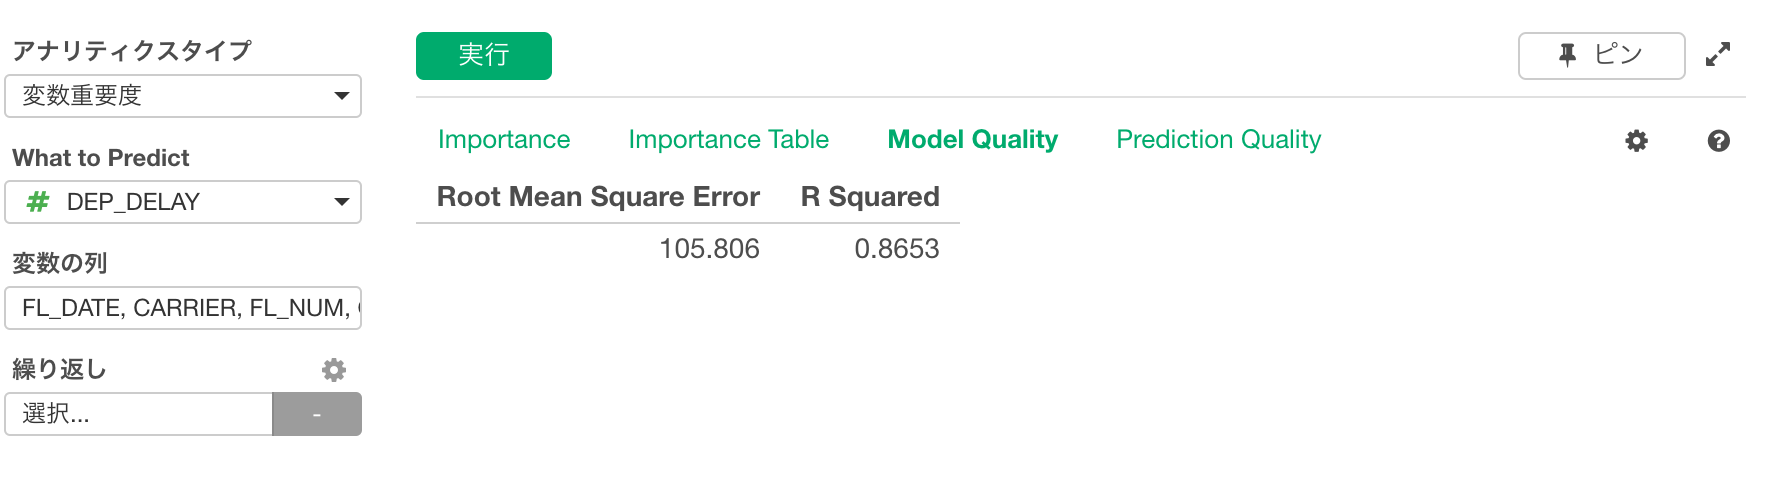 アナリティクスタイプ
変数重要度
What to Predict
# DEP_DELAY
変数の列
FL_DATE, CARRIER, FL_NUM,
繰り返し
選択...
-
実行
ピン
Importance
Importance Table
Model Quality
Prediction Quality
?
Root Mean Square Error R Squared
105.806 0.8653